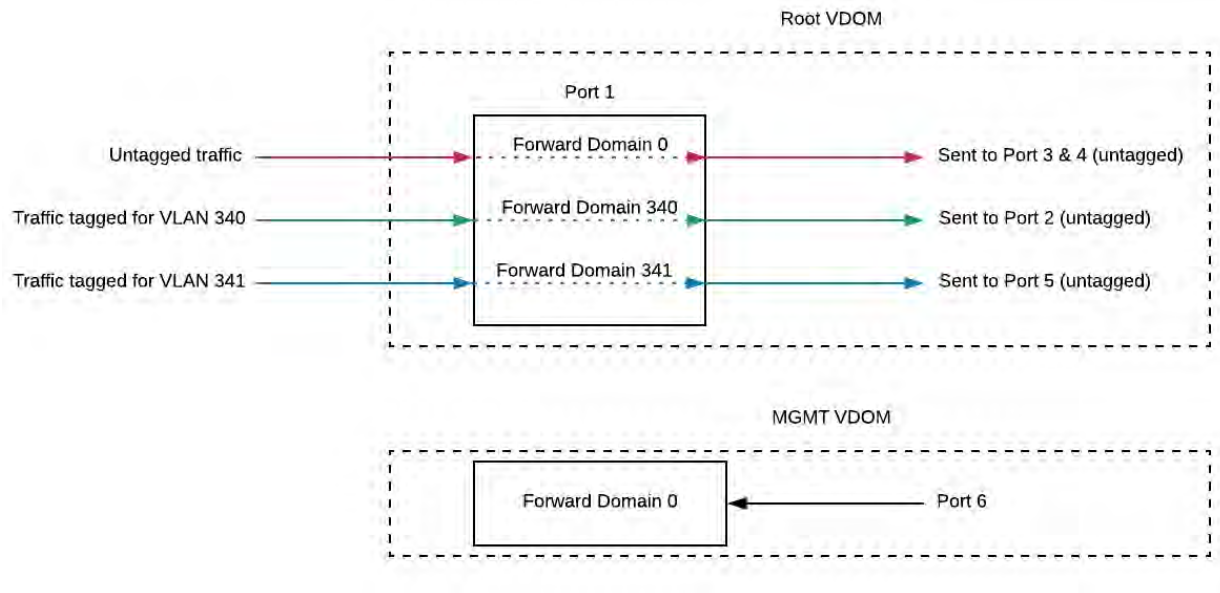 Root VDOM
Port 1
Untagged traffic
Forward Domain 0
Sent to Port 3 & 4 (untagged)
Traffic tagged for VLAN 340
Forward Domain 340
Sent to Port 2 (untagged)
Traffic tagged for VLAN 341
Forward Domain 341
Sent to Port 5 (untagged)
MGMT VDOM
Forward Domain 0
Port 6